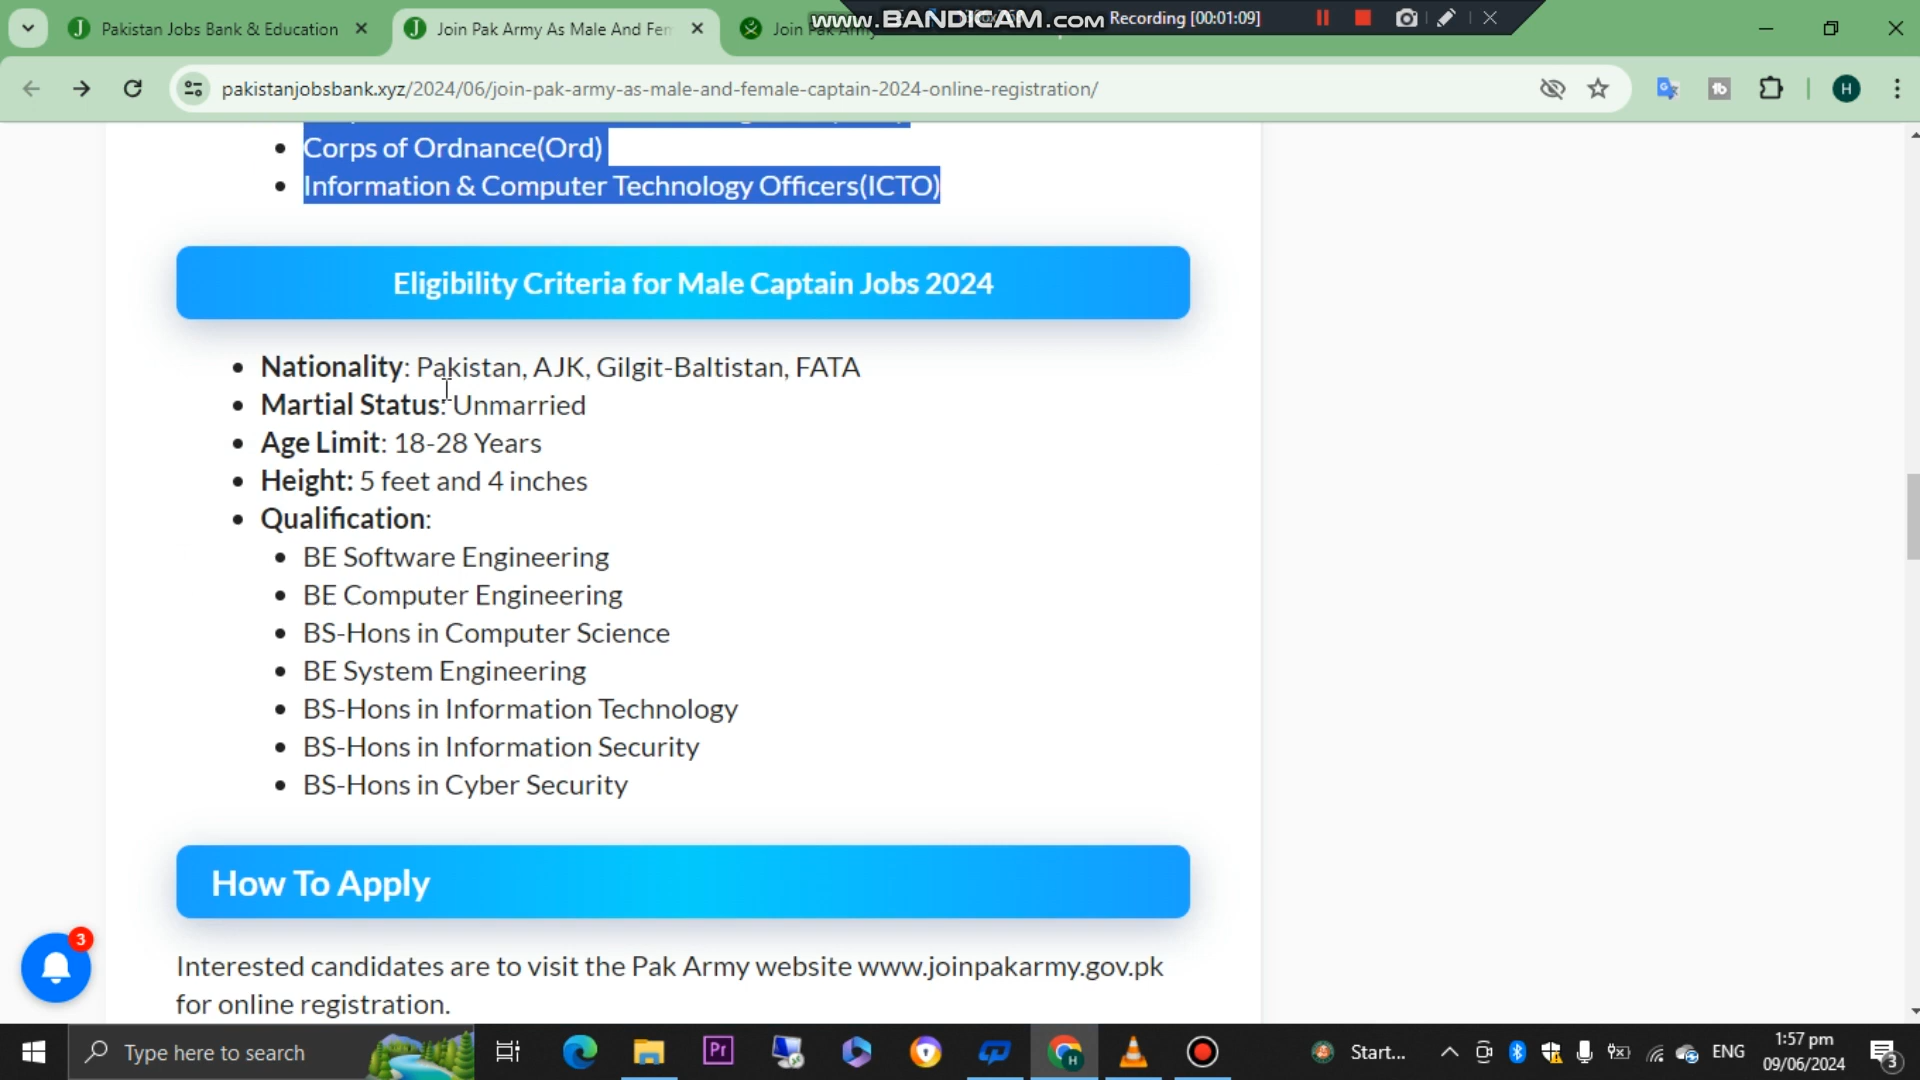 Pakistan Jobs Bank & Education
Join Pak Army As Male And Fem
Join Pak Army
www.BANDICAM.com
Recording [00:01:09]
pakistanjobsbank.xyz/2024/06/join-pak-army-as-male-and-female-captain-2024-online-registration/
H
Corps of Ordnance(Ord)
Information & Computer Technology Officers(ICTO)
Eligibility Criteria for Male Captain Jobs 2024
Nationality: Pakistan, AJK, Gilgit-Baltistan, FATA
Martial Status: Unmarried
Age Limit: 18-28 Years
Height: 5 feet and 4 inches
Qualification:
BE Software Engineering
BE Computer Engineering
BS-Hons in Computer Science
BE System Engineering
BS-Hons in Information Technology
BS-Hons in Information Security
BS-Hons in Cyber Security
How To Apply
3
Interested candidates are to visit the Pak Army website www.joinpakarmy.gov.pk
for online registration.
Type here to search
Pr
Start...
ENG
1:57 pm
09/06/2024
3